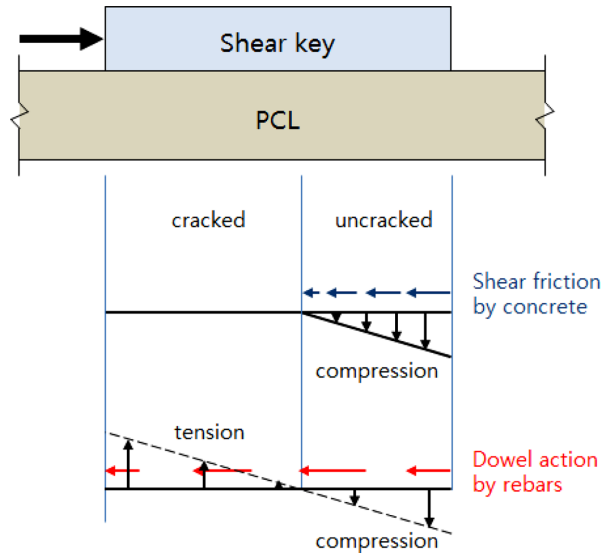 Shear key
PCL
cracked
uncracked
Shear friction
by concrete
compression
tension
Dowel action
by rebars
compression